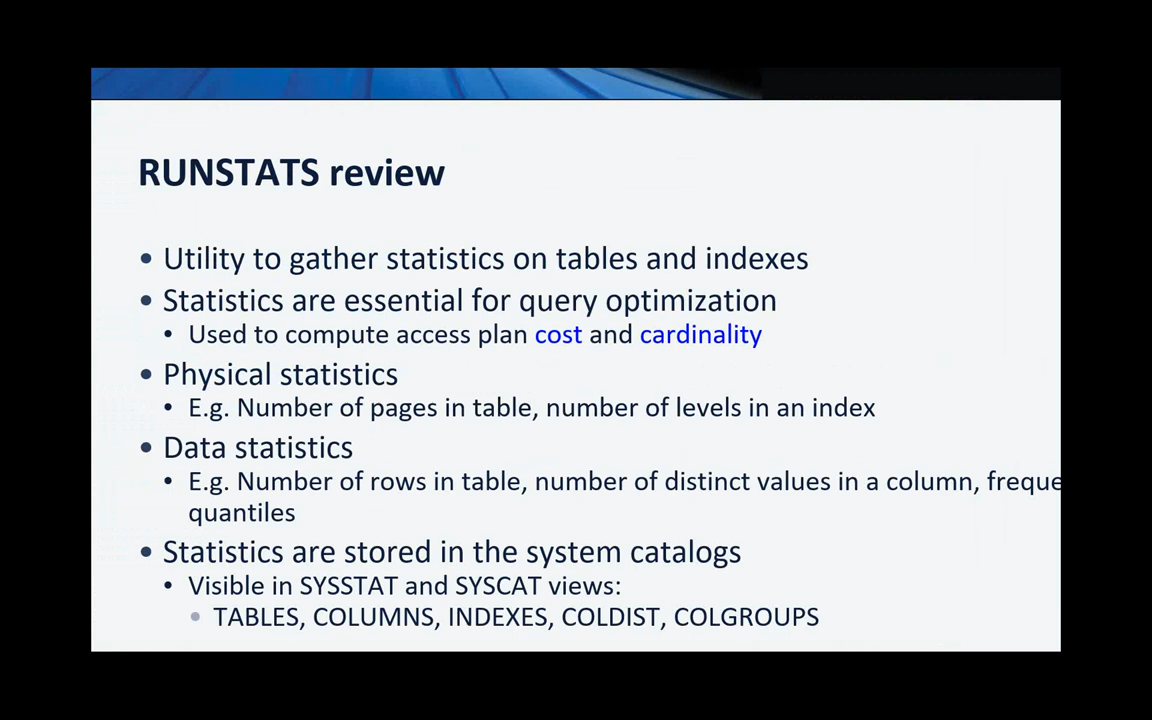 RUNSTATS review
• Utility to gather statistics on tables and indexes
• Statistics are essential for query optimization
• Used to compute access plan cost and cardinality
• Physical statistics
• E.g. Number of pages in table, number of levels in an index
• Data statistics
• E.g. Number of rows in table, number of distinct values in a column, freque
quantiles
• Statistics are stored in the system catalogs
• Visible in SYSSTAT and SYSCAT views:
• TABLES, COLUMNS, INDEXES, COLDIST, COLGROUPS